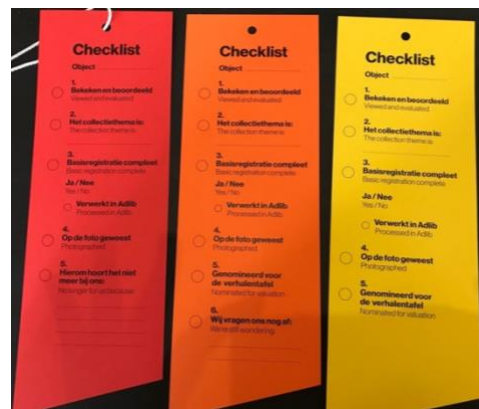 Checklist
Object
1.
Bekeken en beoordeeld
Viewed and evaluated
2.
Het collectiethema is:
The collection theme is:
3.
Basisregistratie compleet
Basic registration complete
Ja / Nee
Yes / No
Verwerkt in Adlib
Processed in Adlib
4.
Op de foto geweest
Photographed
5.
Hierom hoort het niet
meer bij ons:
No longer for us because:
Checklist
Object
1.
Bekeken en beoordeeld
Viewed and evaluated
2.
Het collectiethema is:
The collection theme is:
3.
Basisregistratie compleet
Basic registration complete
Ja / Nee
Yes / No
Verwerkt in Adlib
Processed in Adlib
4.
Op de foto geweest
Photographed
5.
Genomineerd voor
de verhalentafel
Nominated for valuation
6.
Wij vragen ons nog af:
We're still wondering:
Checklist
Object
1.
Bekeken en beoordeeld
Viewed and evaluated
2.
Het collectiethema is:
The collection theme is:
3.
Basisregistratie compleet
Basic registration complete
Ja / Nee
Yes / No
Verwerkt in Adlib
Processed in Adlib
4.
Op de foto geweest
Photographed
5.
Genomineerd voor
de verhalentafel
Nominated for valuation